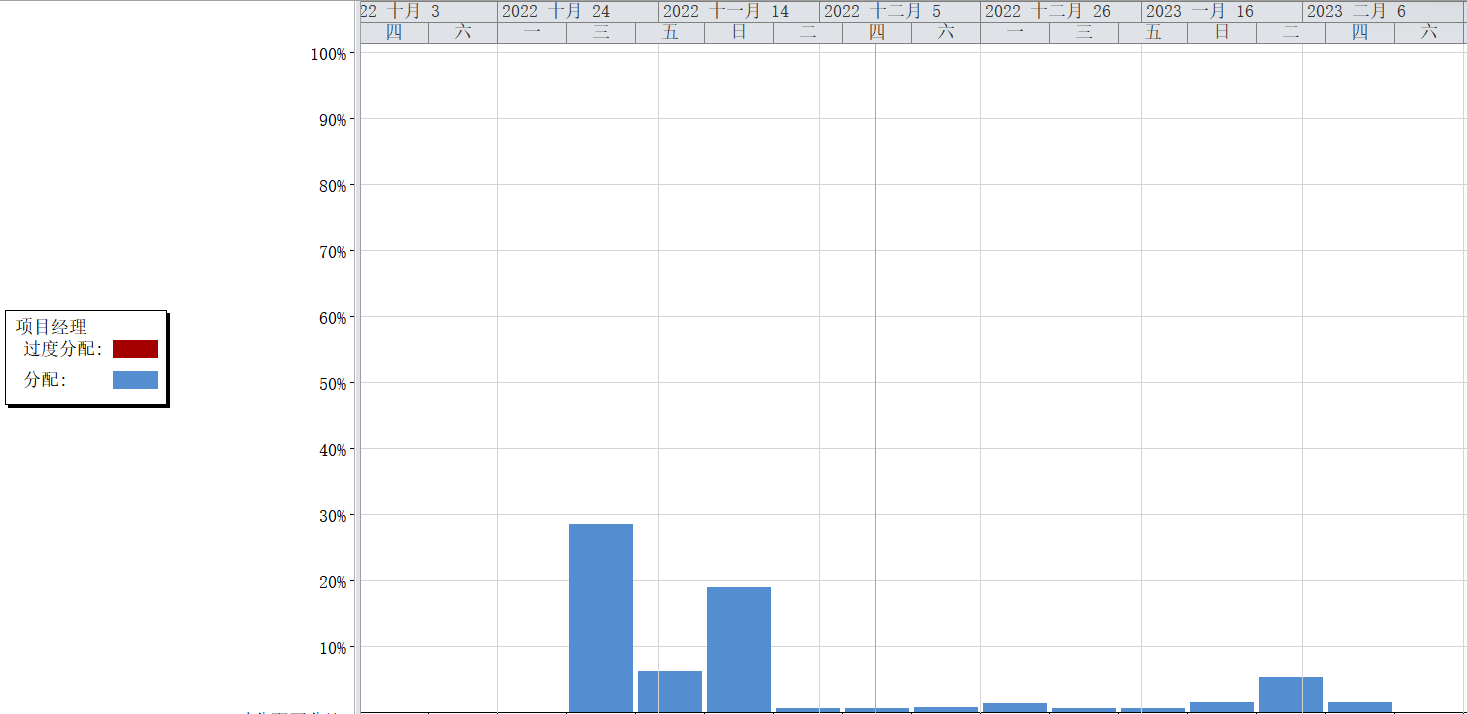 22 十月 3 2022 十月 24 2022 十一月 14 2022 十二月 5 2022 十二月 26 2023 一月 16 2023 二月 6
四 六 一 三 五 日 二 四 六 一 三 五 日 二 四 六
100%
90%
80%
70%
60%
50%
40%
30%
20%
10%
项目经理
过度分配:
分配: